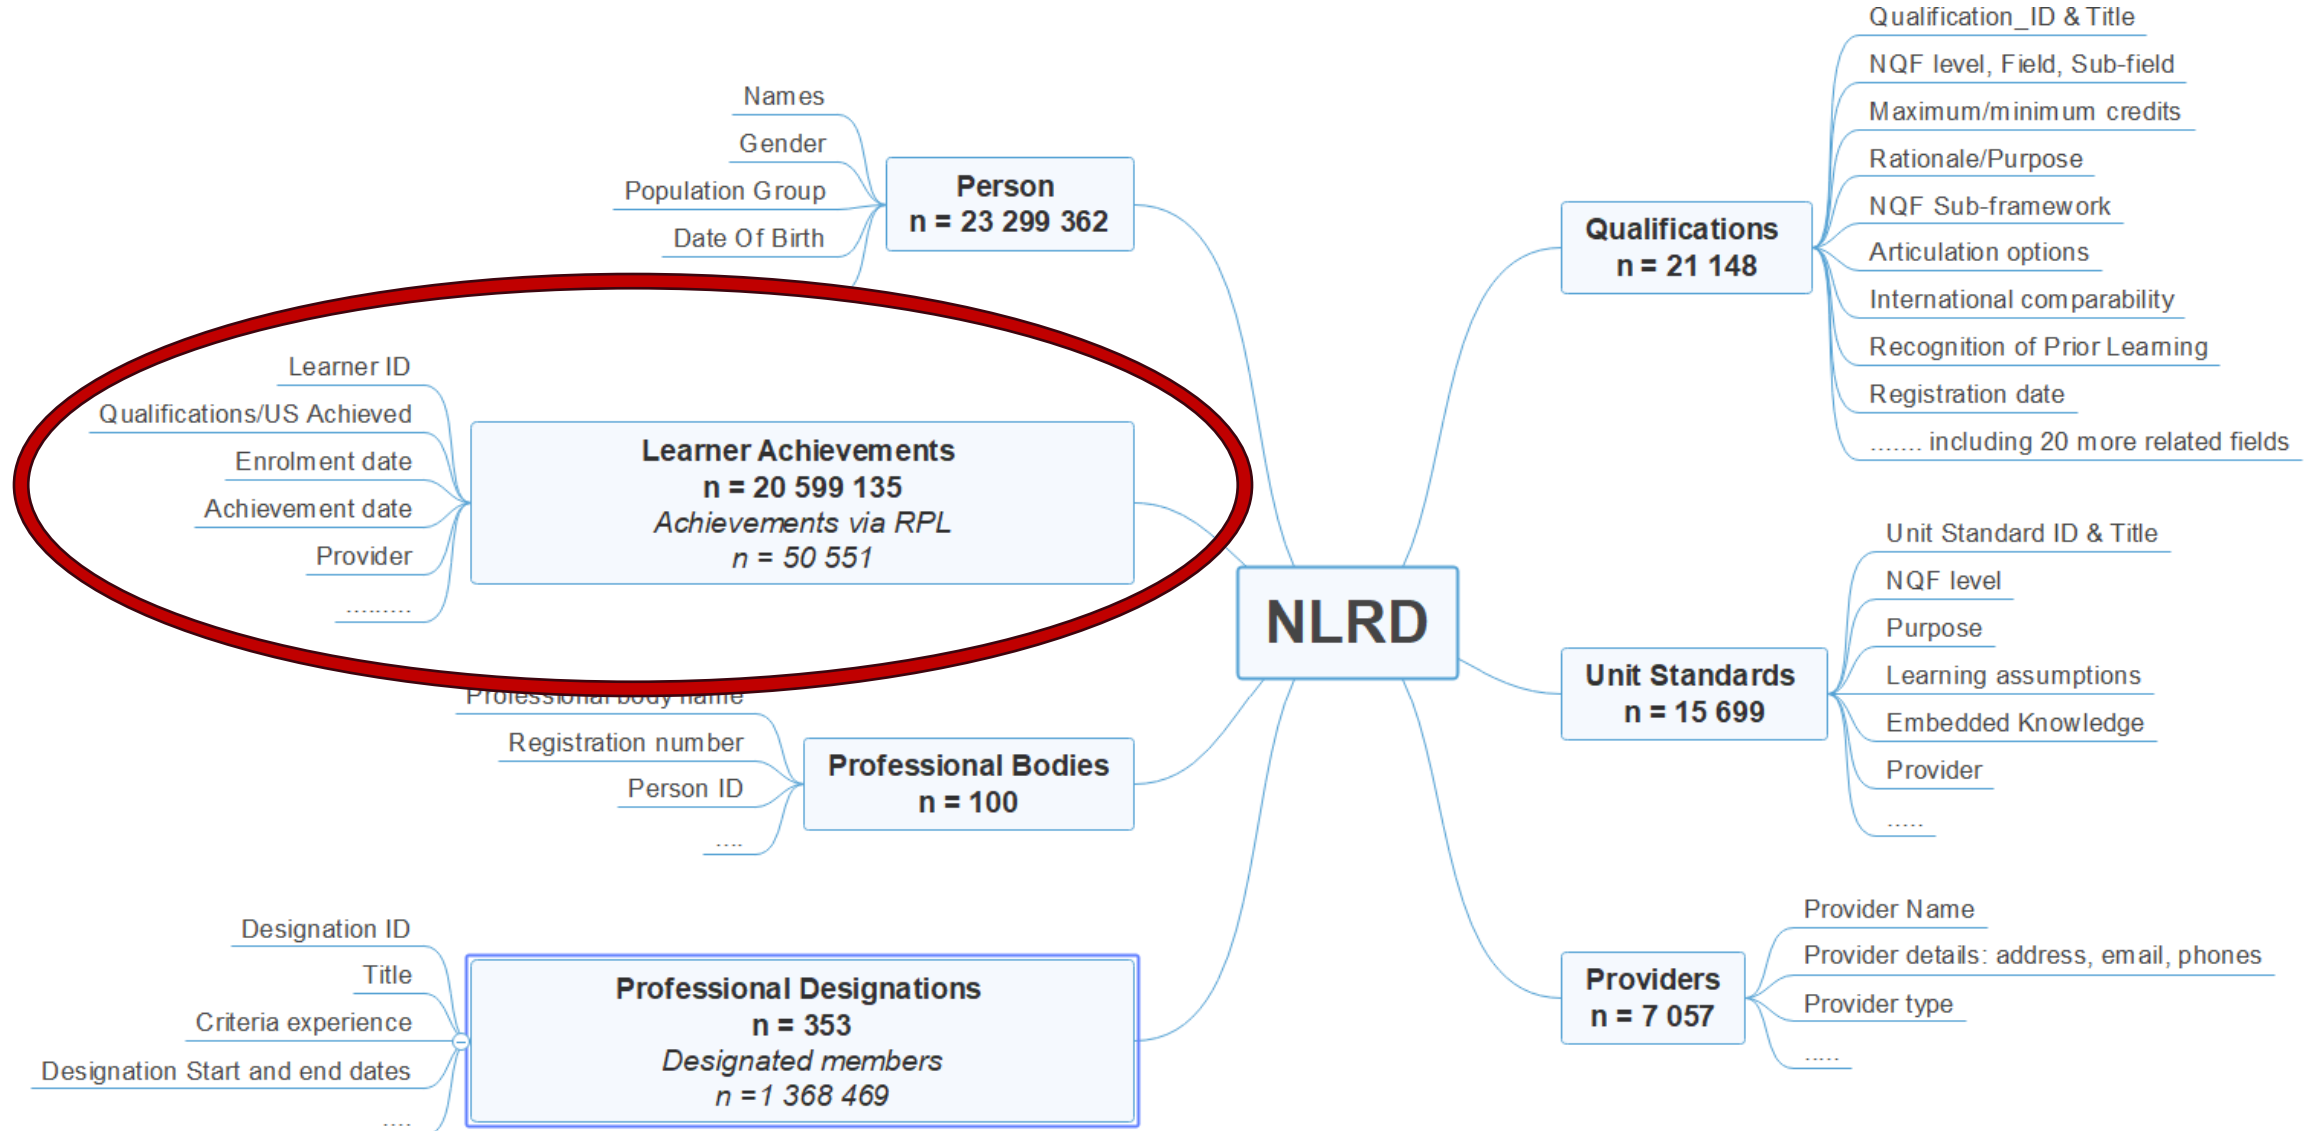 Names
Gender
Population Group
Date Of Birth
Person
n = 23 299 362
Learner ID
Qualifications/US Achieved
Enrolment date
Achievement date
Provider
.........
Learner Achievements
n = 20 599 135
Achievements via RPL
n = 50 551
Professional body name
Registration number
Person ID
....
Professional Bodies
n = 100
Designation ID
Title
Criteria experience
Designation Start and end dates
....
Professional Designations
n = 353
Designated members
n =1 368 469
NLRD
Qualifications
n = 21 148
Qualification_ID & Title
NQF level, Field, Sub-field
Maximum/minimum credits
Rationale/Purpose
NQF Sub-framework
Articulation options
International comparability
Recognition of Prior Learning
Registration date
....... including 20 more related fields
Unit Standards
n = 15 699
Unit Standard ID & Title
NQF level
Purpose
Learning assumptions
Embedded Knowledge
Provider
.....
Providers
n = 7 057
Provider Name
Provider details: address, email, phones
Provider type
.....